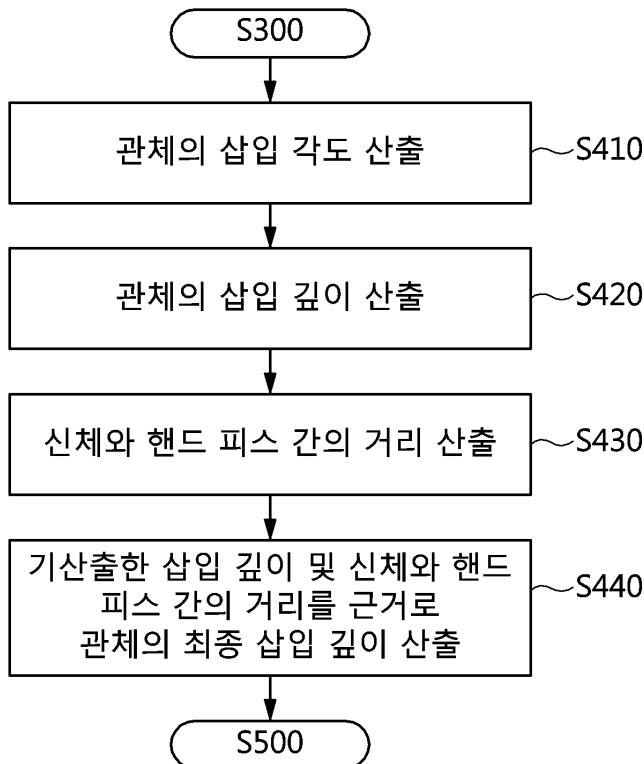 S300
관체의 삽입 각도 산출
S410
관체의 삽입 깊이 산출
S420
신체와 핸드 피스 간의 거리 산출
S430
기산출한 삽입 깊이 및 신체와 핸드
피스 간의 거리를 근거로
관체의 최종 삽입 깊이 산출
S440
S500